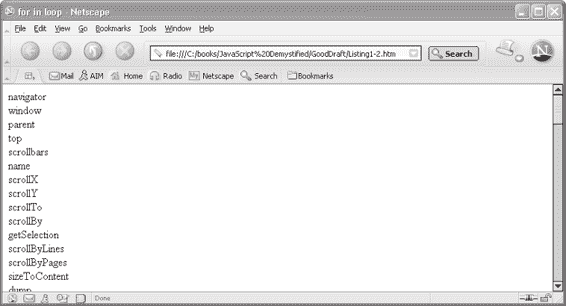 for in loop - Netscape
File Edit View Go Bookmarks Tools Window Help
file:///C:/books/JavaScript%20Demystified/GoodDraft/Listing1-2.htm Search N
Mail AIM Home Radio Netscape Search Bookmarks
navigator
window
parent
top
scrollbars
name
scrollX
scrollY
scrollTo
scrollBy
getSelection
scrollByLines
scrollByPages
sizeToContent
dump
Done